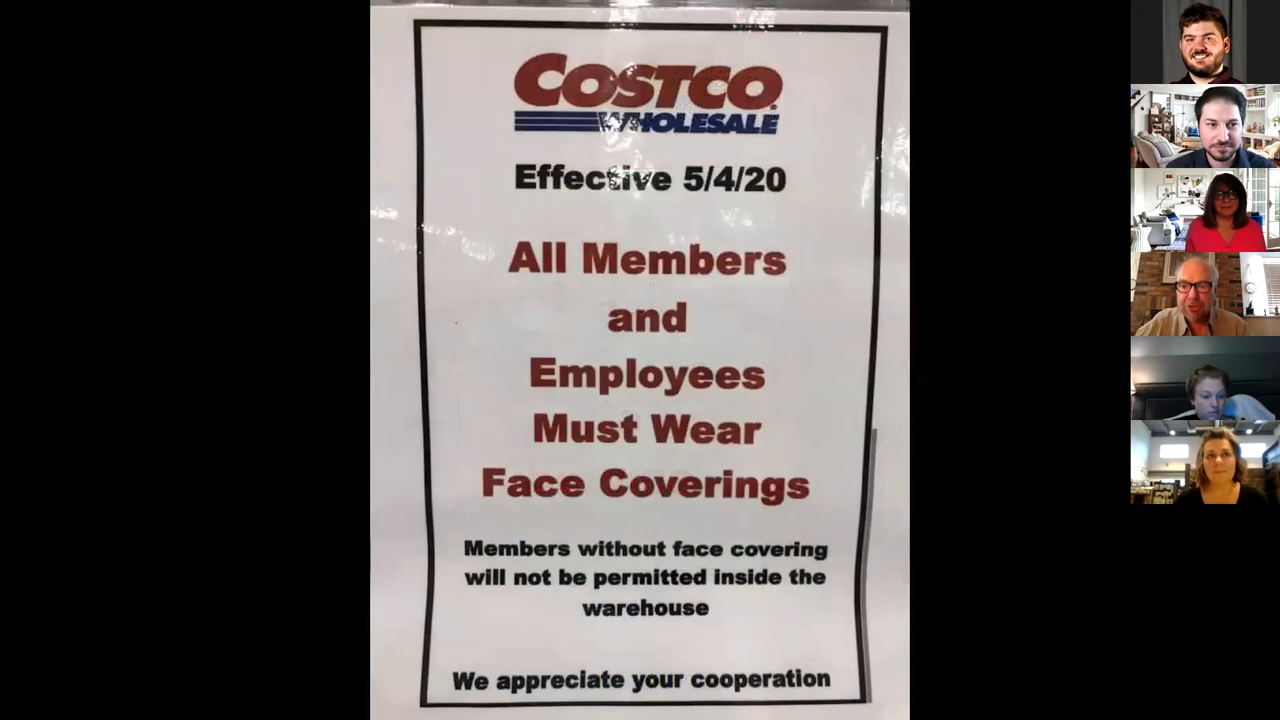 COSTCO
WHOLESALE
Effective 5/4/20
All Members
and
Employees
Must Wear
Face Coverings
Members without face covering
will not be permitted inside the
warehouse
We appreciate your cooperation